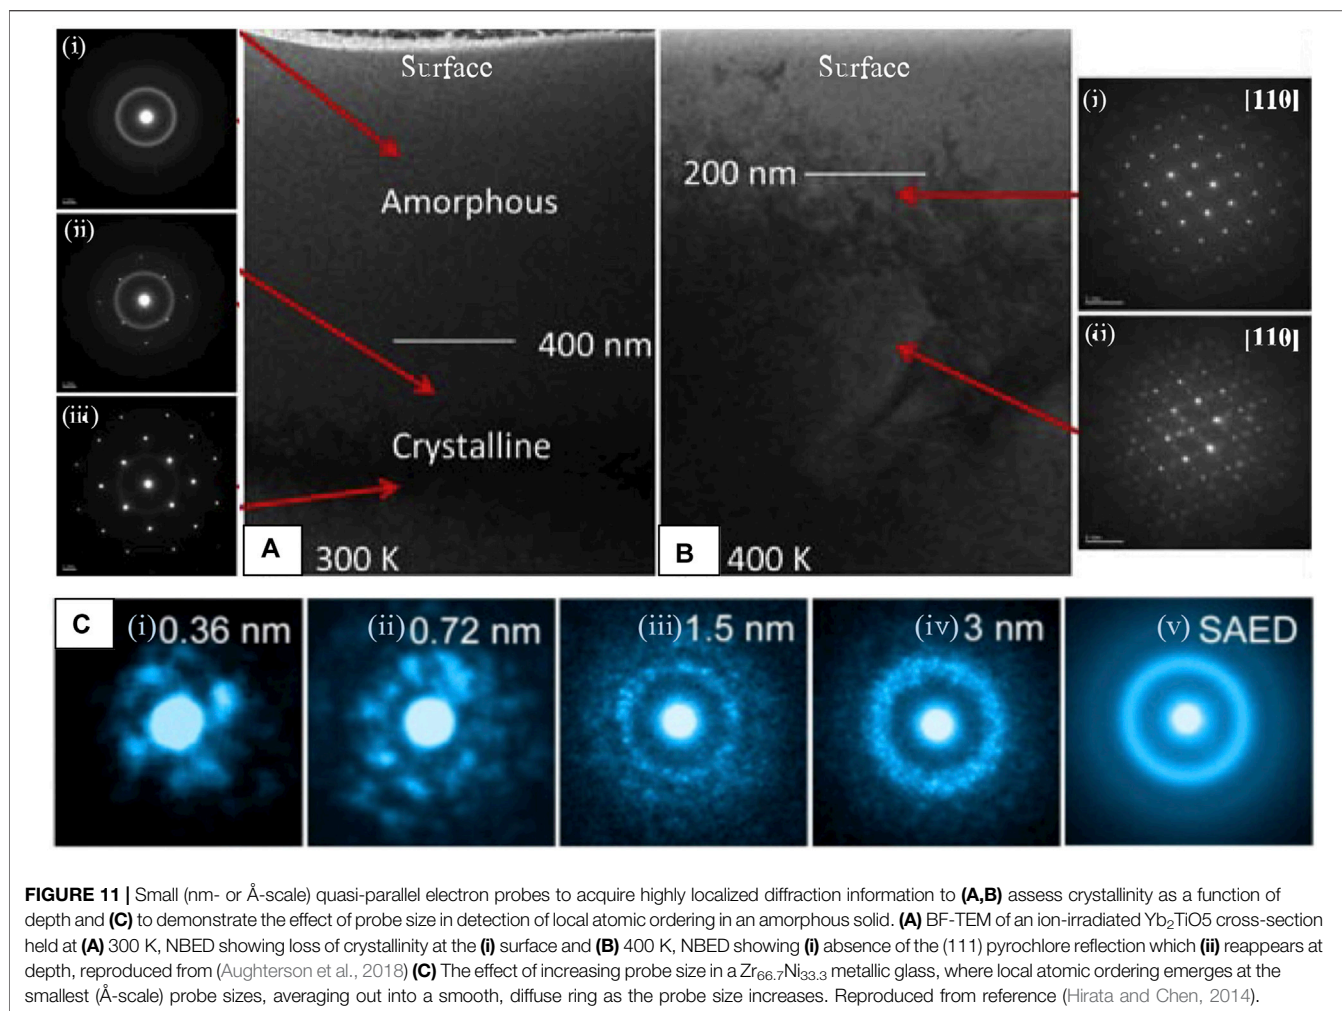 (i)
(ii)
(iii)
Surface
Amorphous
400 nm
Crystalline
A
300 K
Surface
200 nm
B
400 K
(i)
[110]
(ii)
[110]
C
(i) 0.36 nm
(ii) 0.72 nm
(iii) 1.5 nm
(iv) 3 nm
(v) SAED
FIGURE 11 | Small (nm- or Å-scale) quasi-parallel electron probes to acquire highly localized diffraction information to (A,B) assess crystallinity as a function of
depth and (C) to demonstrate the effect of probe size in detection of local atomic ordering in an amorphous solid. (A) BF-TEM of an ion-irradiated Yb₂TiO5 cross-section
held at (A) 300 K, NBED showing loss of crystallinity at the (i) surface and (B) 400 K, NBED showing (i) absence of the (111) pyrochlore reflection which (ii) reappears at
depth, reproduced from (Aughterson et al., 2018) (C) The effect of increasing probe size in a Zr₆₆.₇Ni₃₃.₃ metallic glass, where local atomic ordering emerges at the
smallest (Å-scale) probe sizes, averaging out into a smooth, diffuse ring as the probe size increases. Reproduced from reference (Hirata and Chen, 2014).